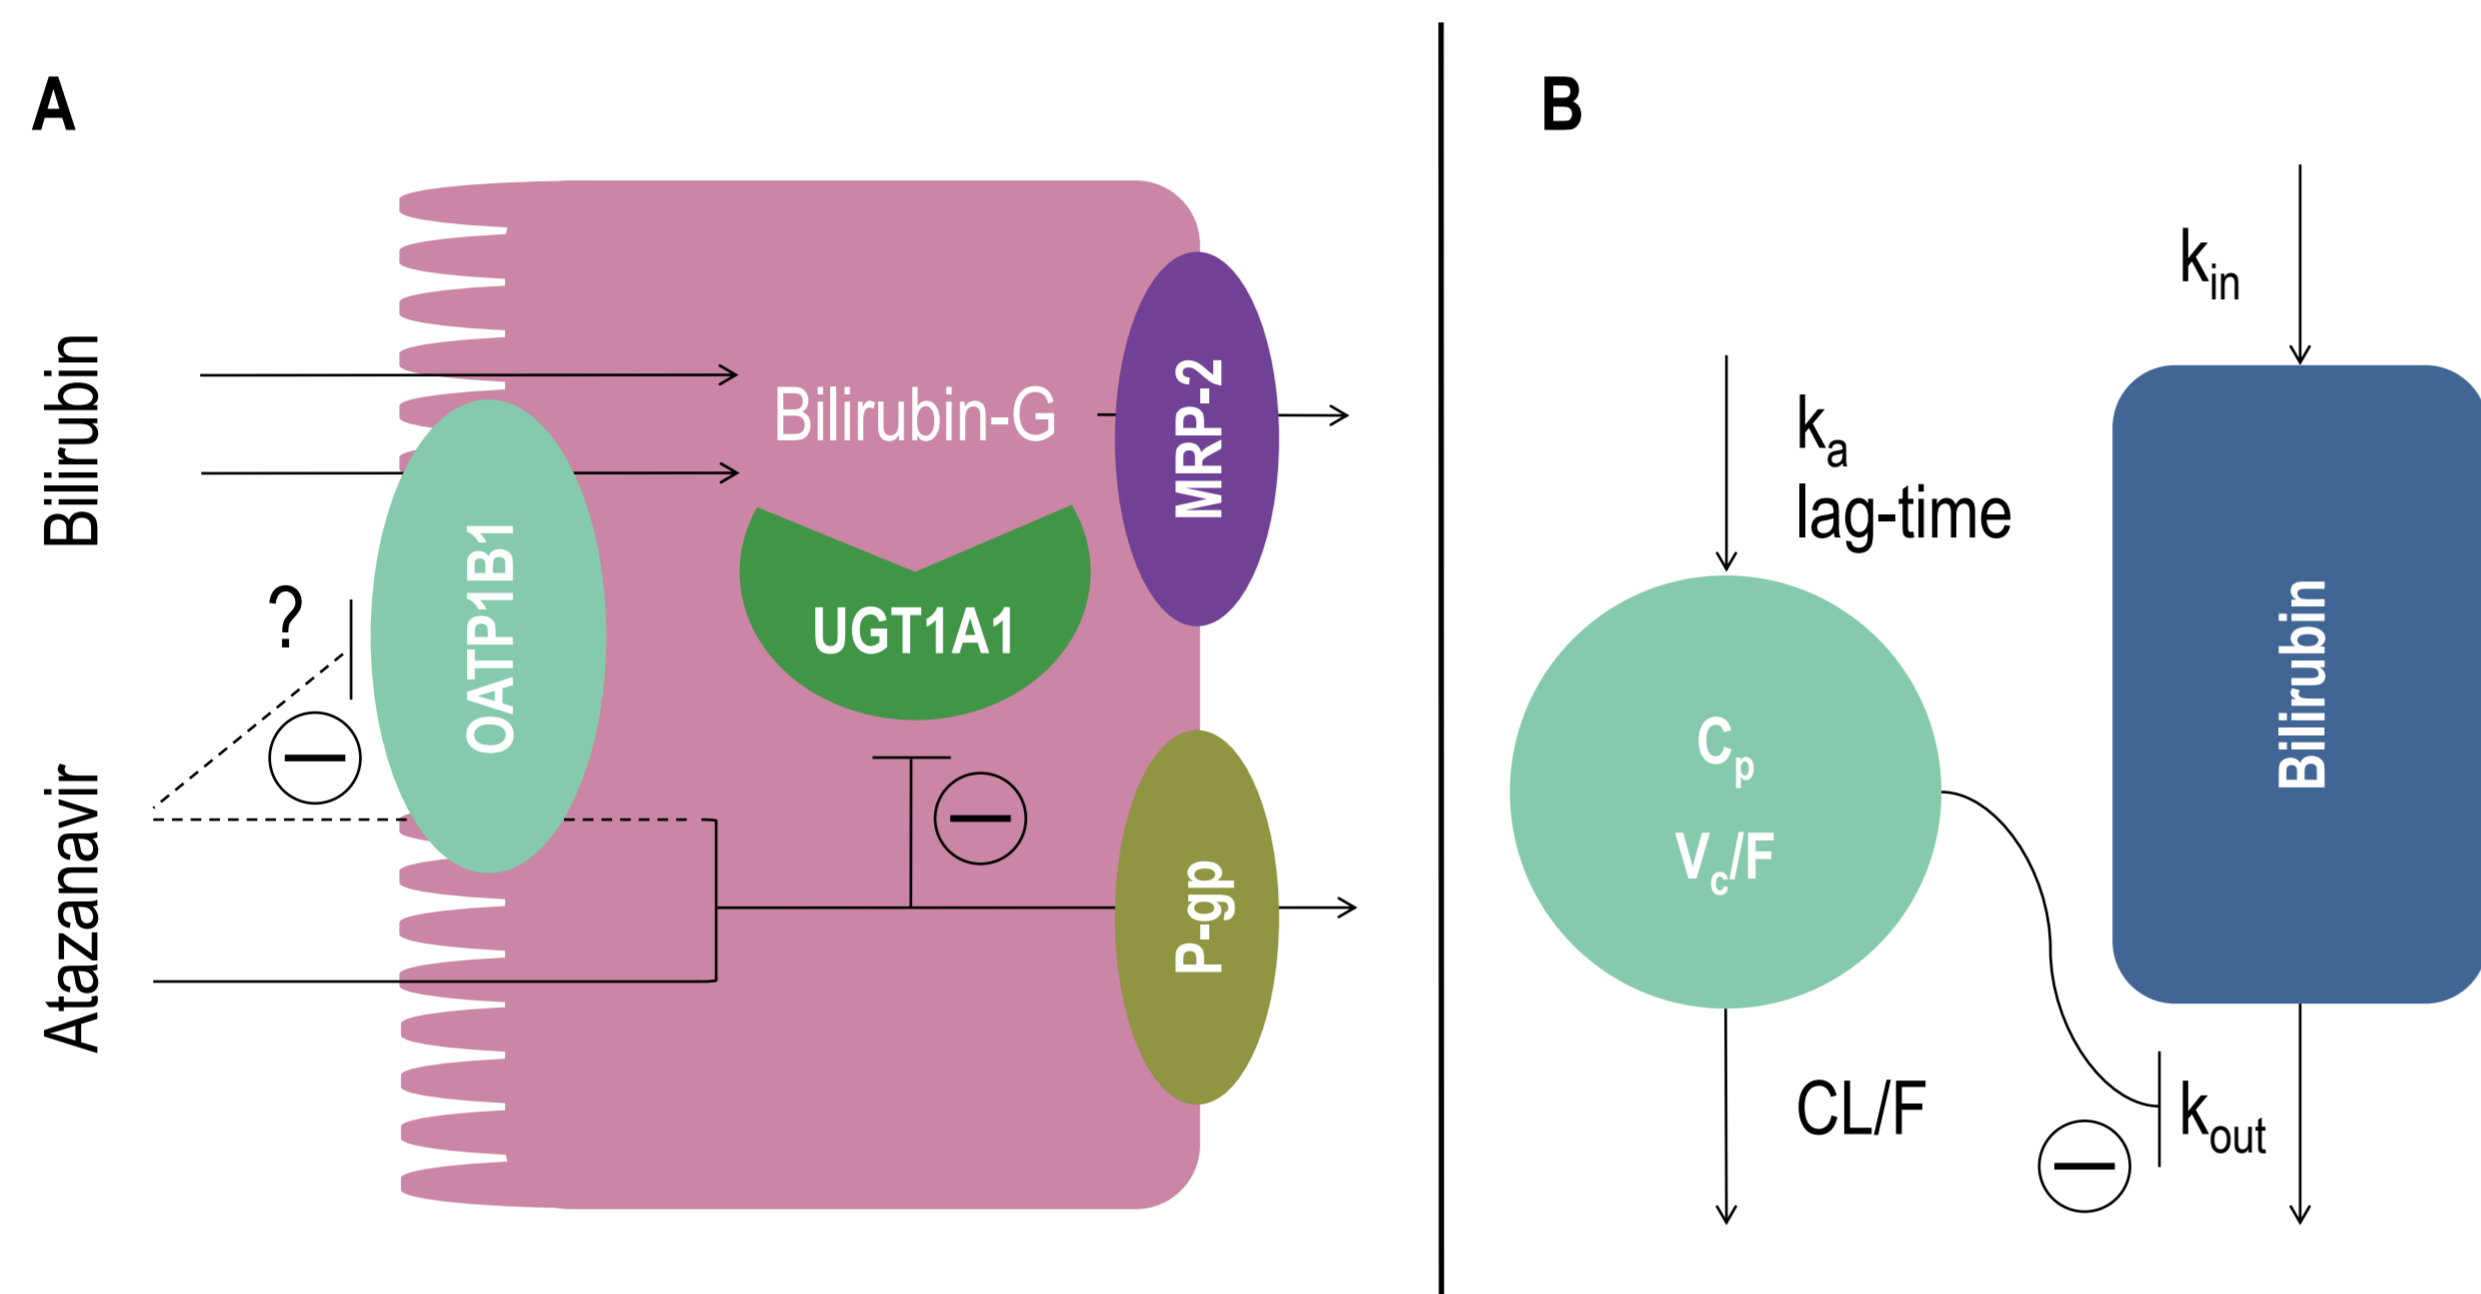 A
Bilirubin
Atazanavir
?
OATP1B1
Bilirubin-G
UGT1A1
MRP-2
P-gp
B
kin
ka
lag-time
Cp
Vc/F
CL/F
Bilirubin
kout